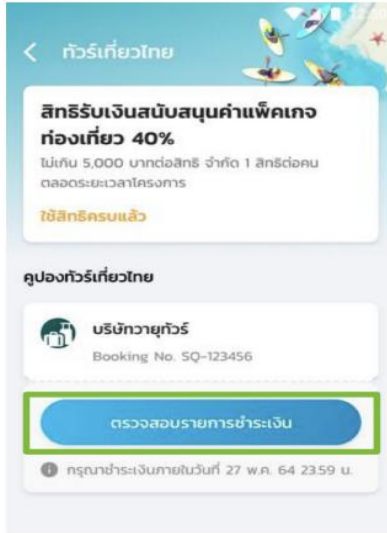 ทัวร์เที่ยวไทย
สิทธิรับเงินสนับสนุนค่าแพ็คเกจ
ท่องเที่ยว 40%
ไม่เกิน 5,000 บาทต่อสิทธิ จำกัด 1 สิทธิต่อคน
ตลอดระยะเวลาโครงการ
ใช้สิทธิครบแล้ว
คูปองทัวร์เที่ยวไทย
บริษัทวายุทัวร์
Booking No. SQ-123456
ตรวจสอบรายการชำระเงิน
กรุณาชำระเงินภายในวันที่ 27 พ.ค. 64 23:59 น.